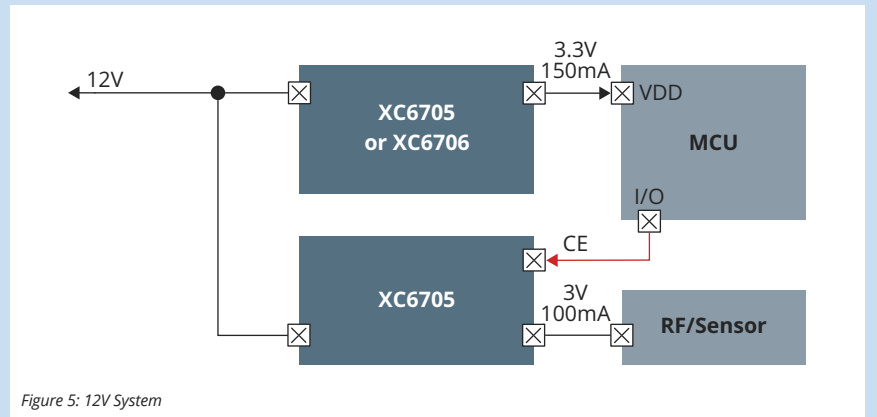 12V
XC6705
or XC6706
3.3V
150mA
VDD
MCU
I/O
CE
XC6705
3V
100mA
RF/Sensor
Figure 5: 12V System